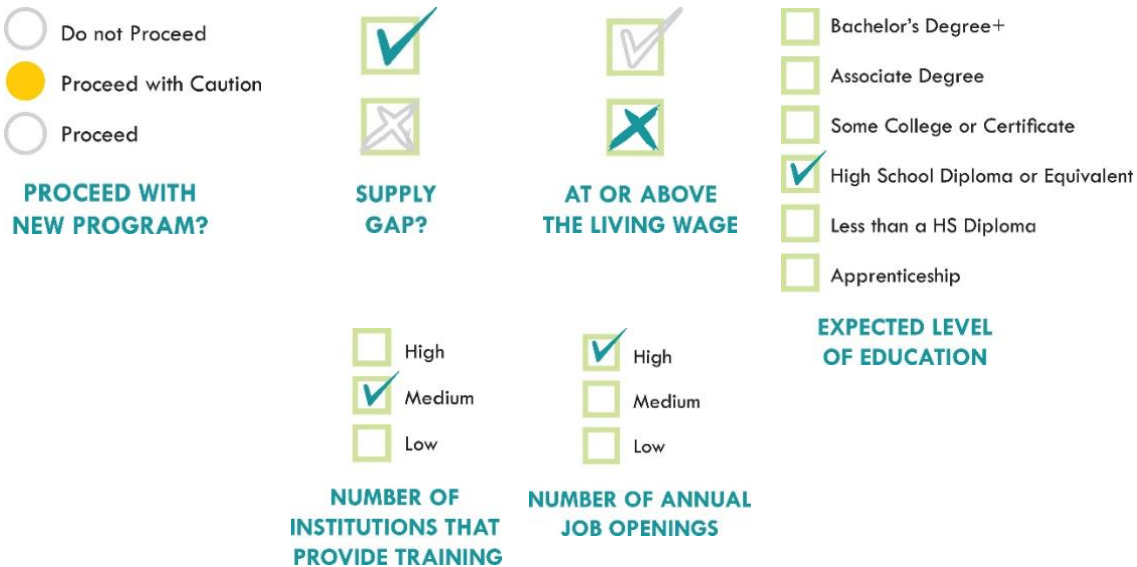 Do not Proceed
Proceed with Caution
Proceed
PROCEED WITH
NEW PROGRAM?
SUPPLY
GAP?
AT OR ABOVE
THE LIVING WAGE
Bachelor's Degree+
Associate Degree
Some College or Certificate
High School Diploma or Equivalent
Less than a HS Diploma
Apprenticeship
EXPECTED LEVEL
OF EDUCATION
High
Medium
Low
NUMBER OF
INSTITUTIONS THAT
PROVIDE TRAINING
High
Medium
Low
NUMBER OF ANNUAL
JOB OPENINGS